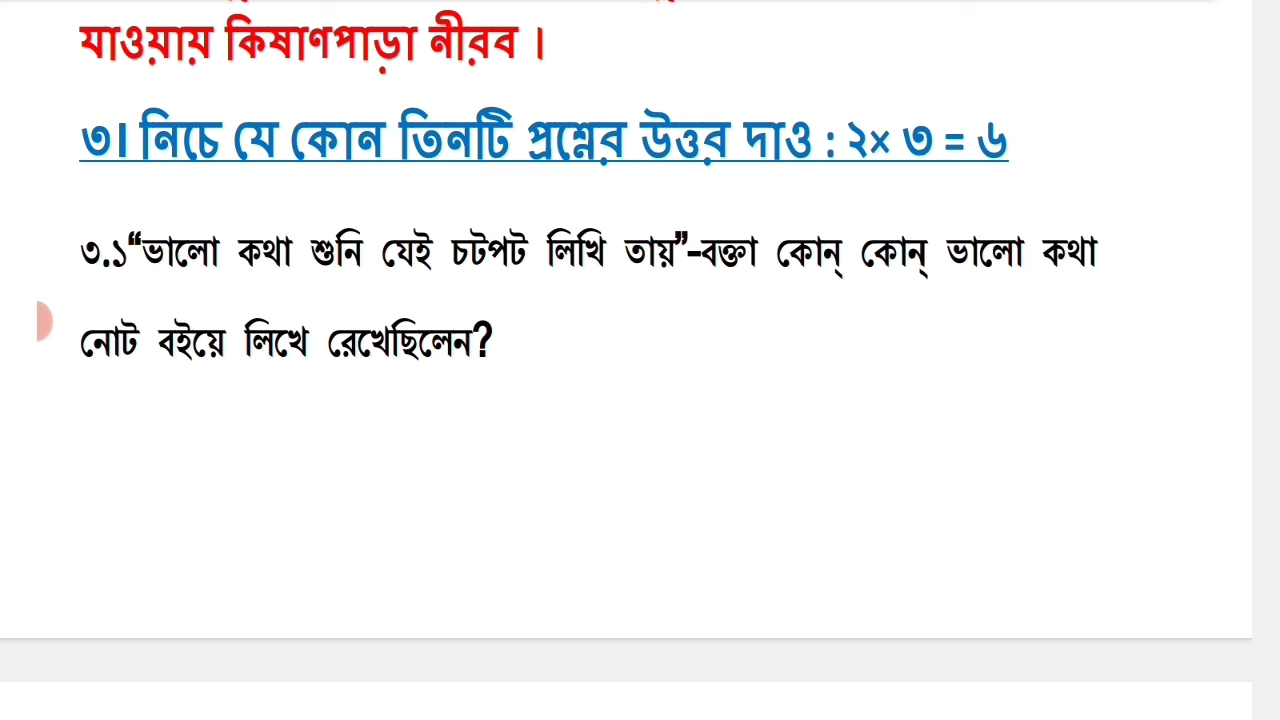 যাওয়ায় কিষাণপাড়া নীরব ।
৩। নিচে যে কোন তিনটি প্রশ্নের উত্তর দাও : ২× ৩ = ৬
৩.১“ভালো কথা শুনি যেই চটপট লিখি তায়”-বক্তা কোন্ কোন্ ভালো কথা
নোট বইয়ে লিখে রেখেছিলেন?